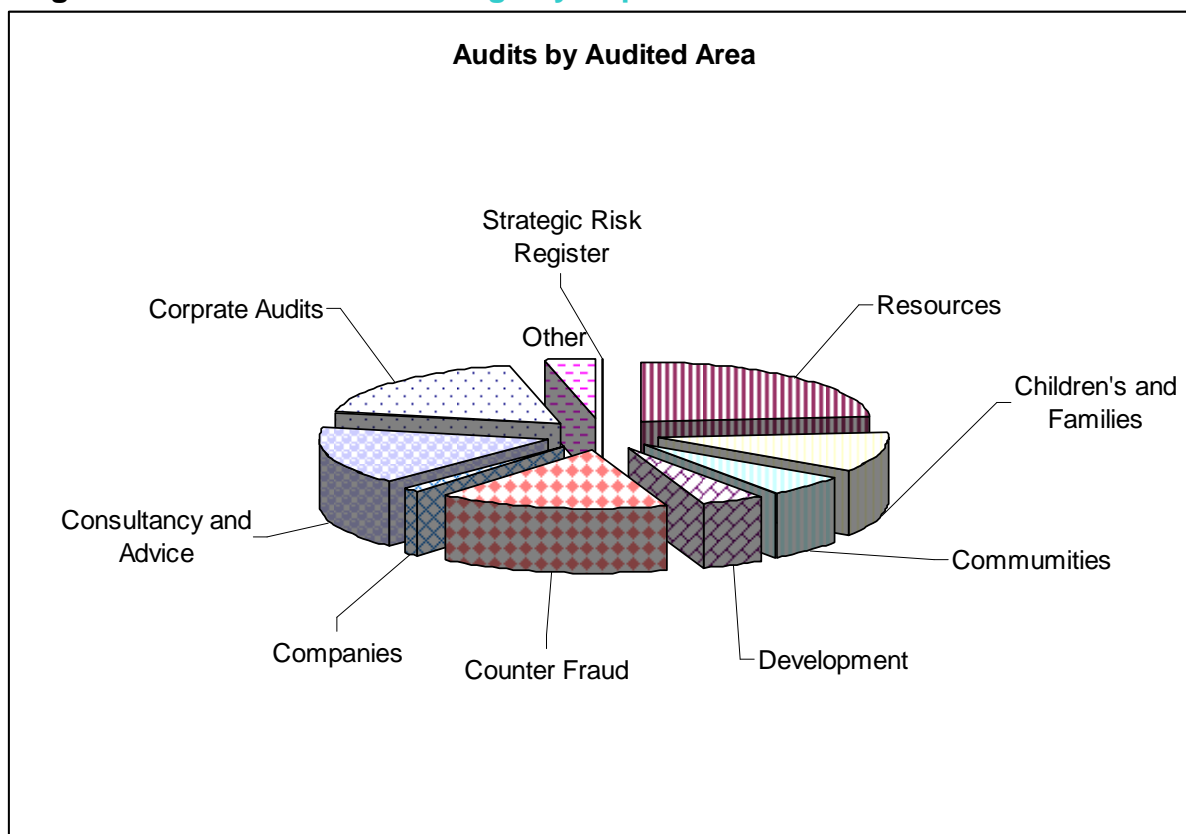 Audits by Audited Area
Strategic Risk
Register
Corprate Audits
Other
Resources
Children's and
Families
Consultancy and
Advice
Commumities
Companies
Counter Fraud
Development